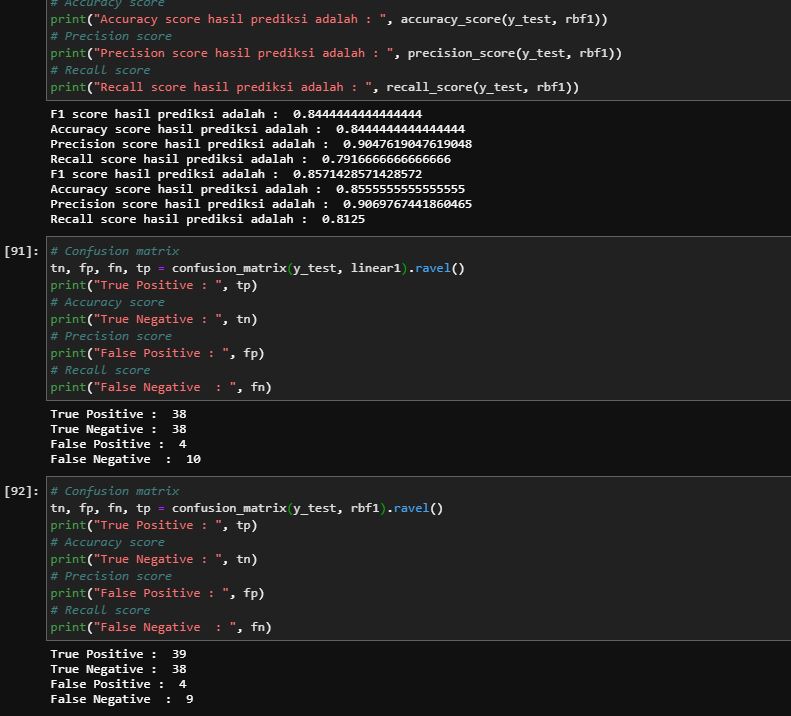 # Accuracy score
print("Accuracy score hasil prediksi adalah : ", accuracy_score(y_test, rbf1))
# Precision score
print("Precision score hasil prediksi adalah : ", precision_score(y_test, rbf1))
# Recall score
print("Recall score hasil prediksi adalah : ", recall_score(y_test, rbf1))
F1 score hasil prediksi adalah :  0.8444444444444444
Accuracy score hasil prediksi adalah :  0.8444444444444444
Precision score hasil prediksi adalah :  0.9047619047619048
Recall score hasil prediksi adalah :  0.7916666666666666
F1 score hasil prediksi adalah :  0.8571428571428572
Accuracy score hasil prediksi adalah :  0.8555555555555555
Precision score hasil prediksi adalah :  0.9069767441860465
Recall score hasil prediksi adalah :  0.8125
[91]: # Confusion matrix
tn, fp, fn, tp = confusion_matrix(y_test, linear1).ravel()
print("True Positive : ", tp)
# Accuracy score
print("True Negative : ", tn)
# Precision score
print("False Positive : ", fp)
# Recall score
print("False Negative  : ", fn)
True Positive :  38
True Negative :  38
False Positive :  4
False Negative  :  10
[92]: # Confusion matrix
tn, fp, fn, tp = confusion_matrix(y_test, rbf1).ravel()
print("True Positive : ", tp)
# Accuracy score
print("True Negative : ", tn)
# Precision score
print("False Positive : ", fp)
# Recall score
print("False Negative  : ", fn)
True Positive :  39
True Negative :  38
False Positive :  4
False Negative  :  9